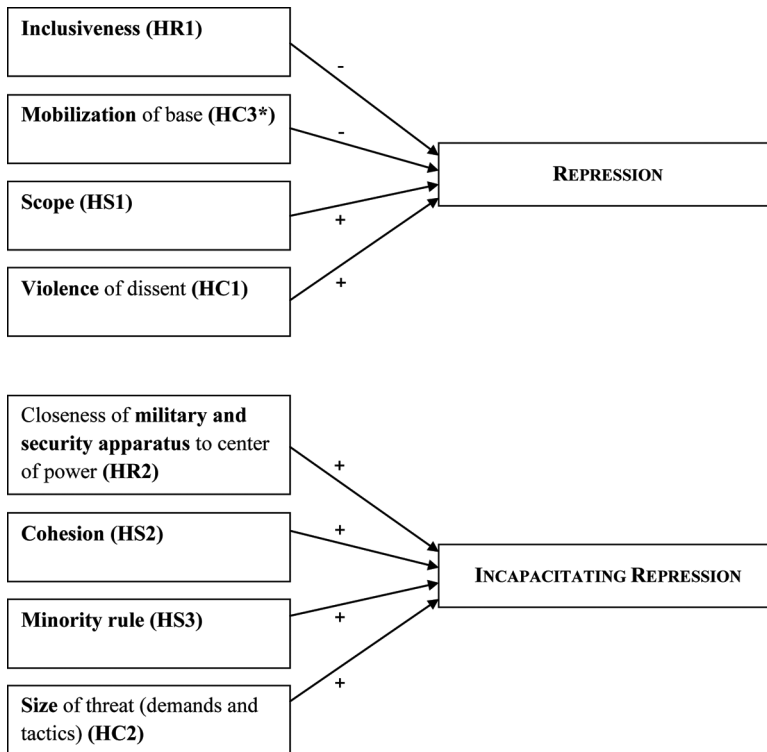 Inclusiveness (HR1)
-
Mobilization of base (HC3*)
-
REPRESSION
Scope (HS1)
+
Violence of dissent (HC1)
+
Closeness of military and
security apparatus to center
of power (HR2)
+
Cohesion (HS2)
+
INCAPACITATING REPRESSION
Minority rule (HS3)
+
Size of threat (demands and
tactics) (HC2)
+